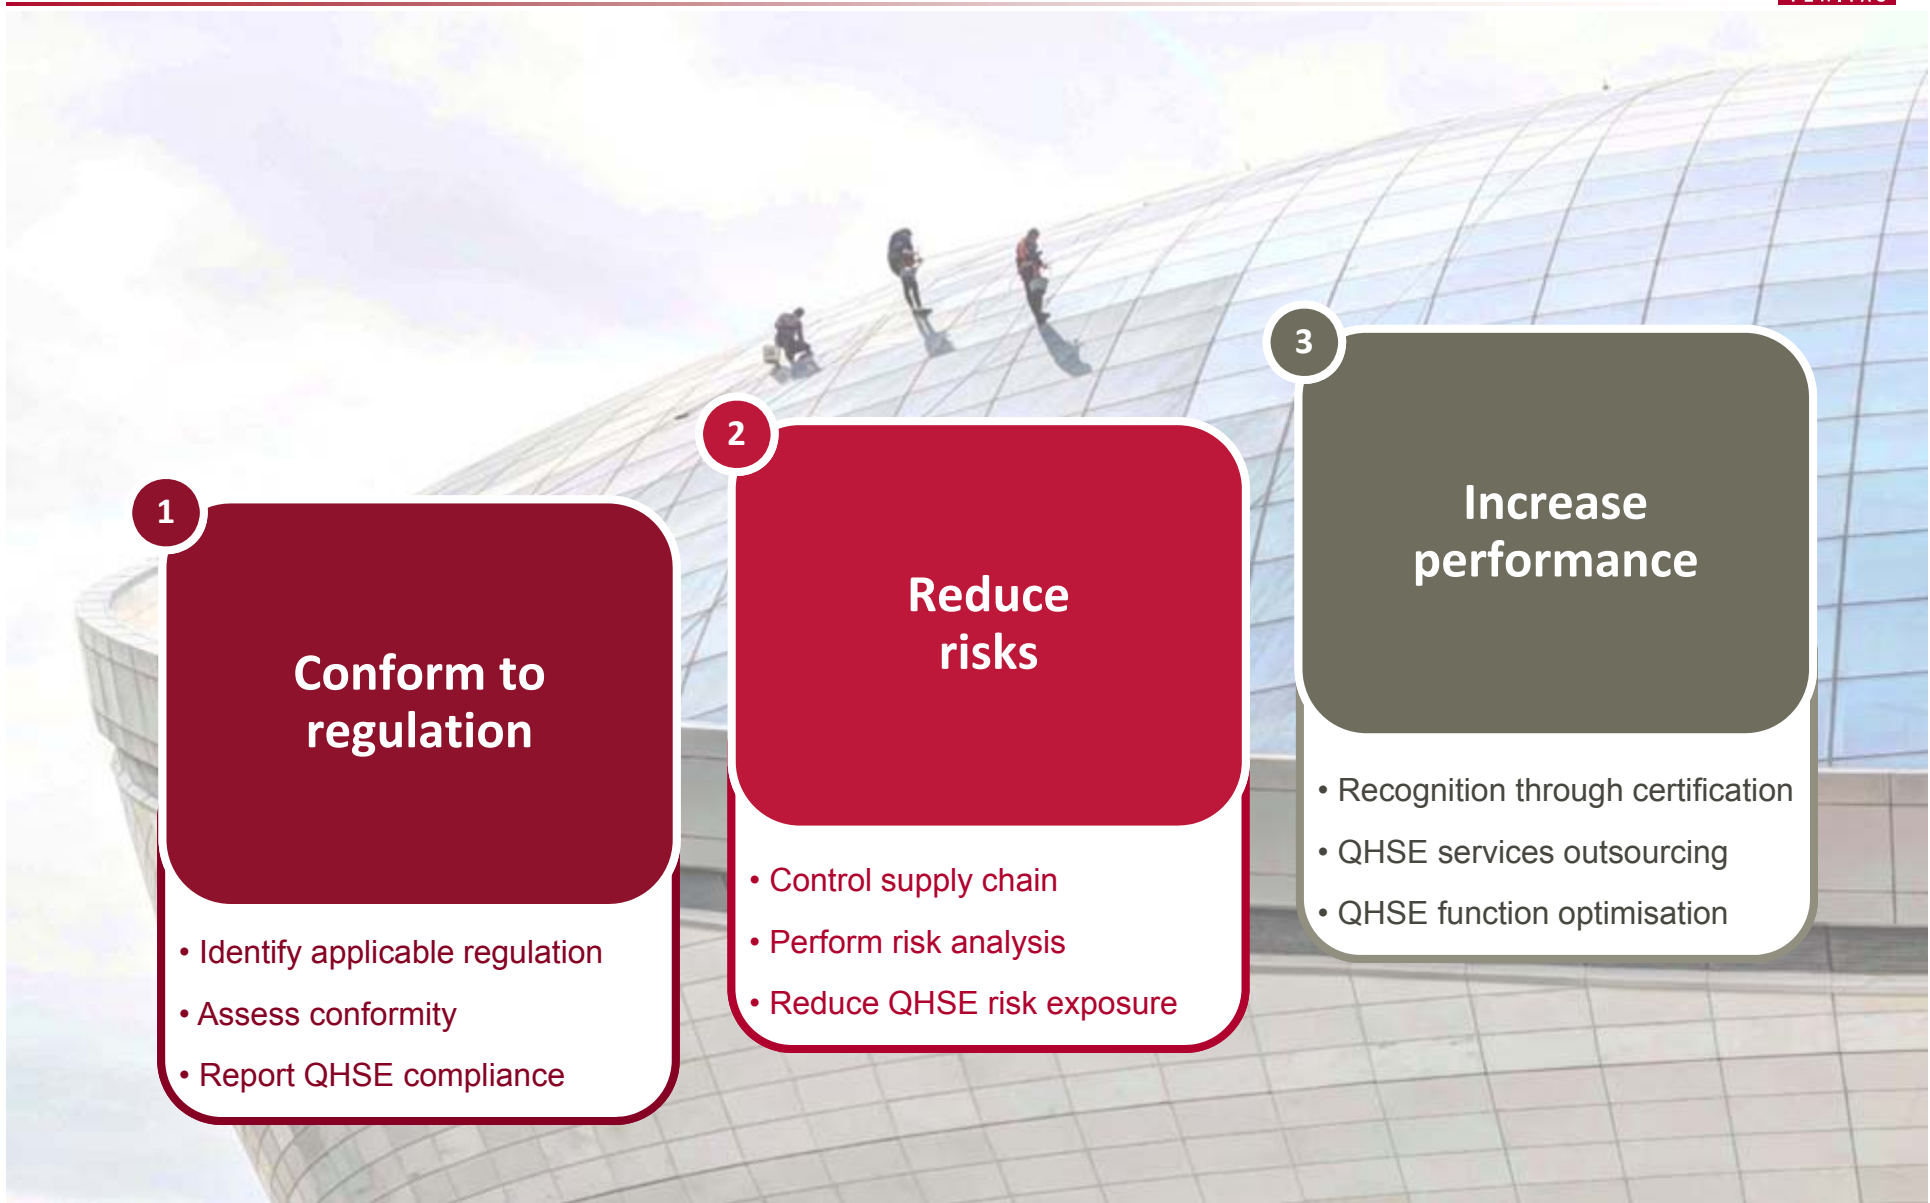 1
Conform to
regulation
• Identify applicable regulation
• Assess conformity
• Report QHSE compliance
2
Reduce
risks
• Control supply chain
• Perform risk analysis
• Reduce QHSE risk exposure
3
Increase
performance
• Recognition through certification
• QHSE services outsourcing
• QHSE function optimisation